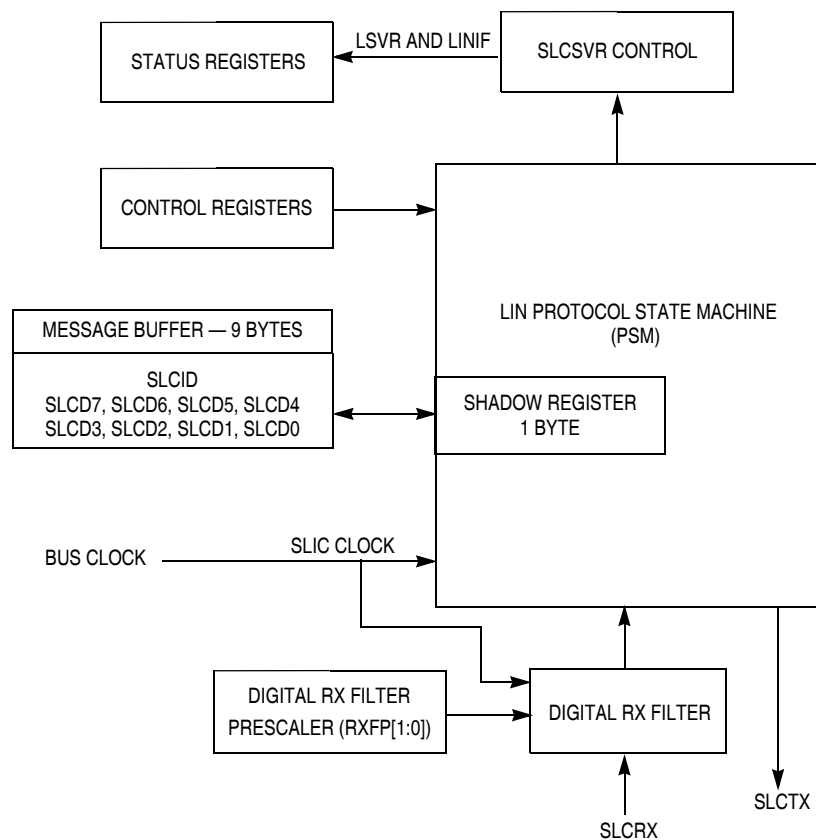 STATUS REGISTERS
LSVR AND LINIF
SLCSVR CONTROL
CONTROL REGISTERS
LIN PROTOCOL STATE MACHINE
(PSM)
MESSAGE BUFFER — 9 BYTES
SLCID
SLCD7, SLCD6, SLCD5, SLCD4
SLCD3, SLCD2, SLCD1, SLCD0
SHADOW REGISTER
1 BYTE
BUS CLOCK
SLIC CLOCK
DIGITAL RX FILTER
PRESCALER (RXFP[1:0])
DIGITAL RX FILTER
SLCTX
SLCRX